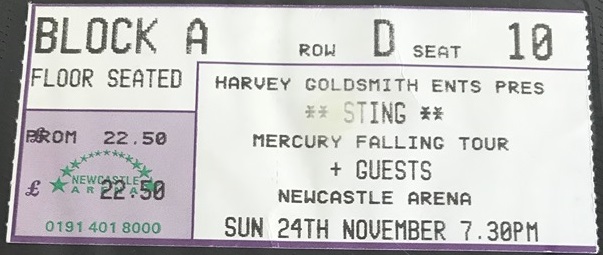 BLOCK A ROW D SEAT 10
FLOOR SEATED
HARVEY GOLDSMITH ENTS PRES
** STING **
MERCURY FALLING TOUR
+ GUESTS
NEWCASTLE ARENA
SUN 24TH NOVEMBER 7.30PM
22.50
NEWCASTLE
ARENA
£ 22.50
0191 401 8000